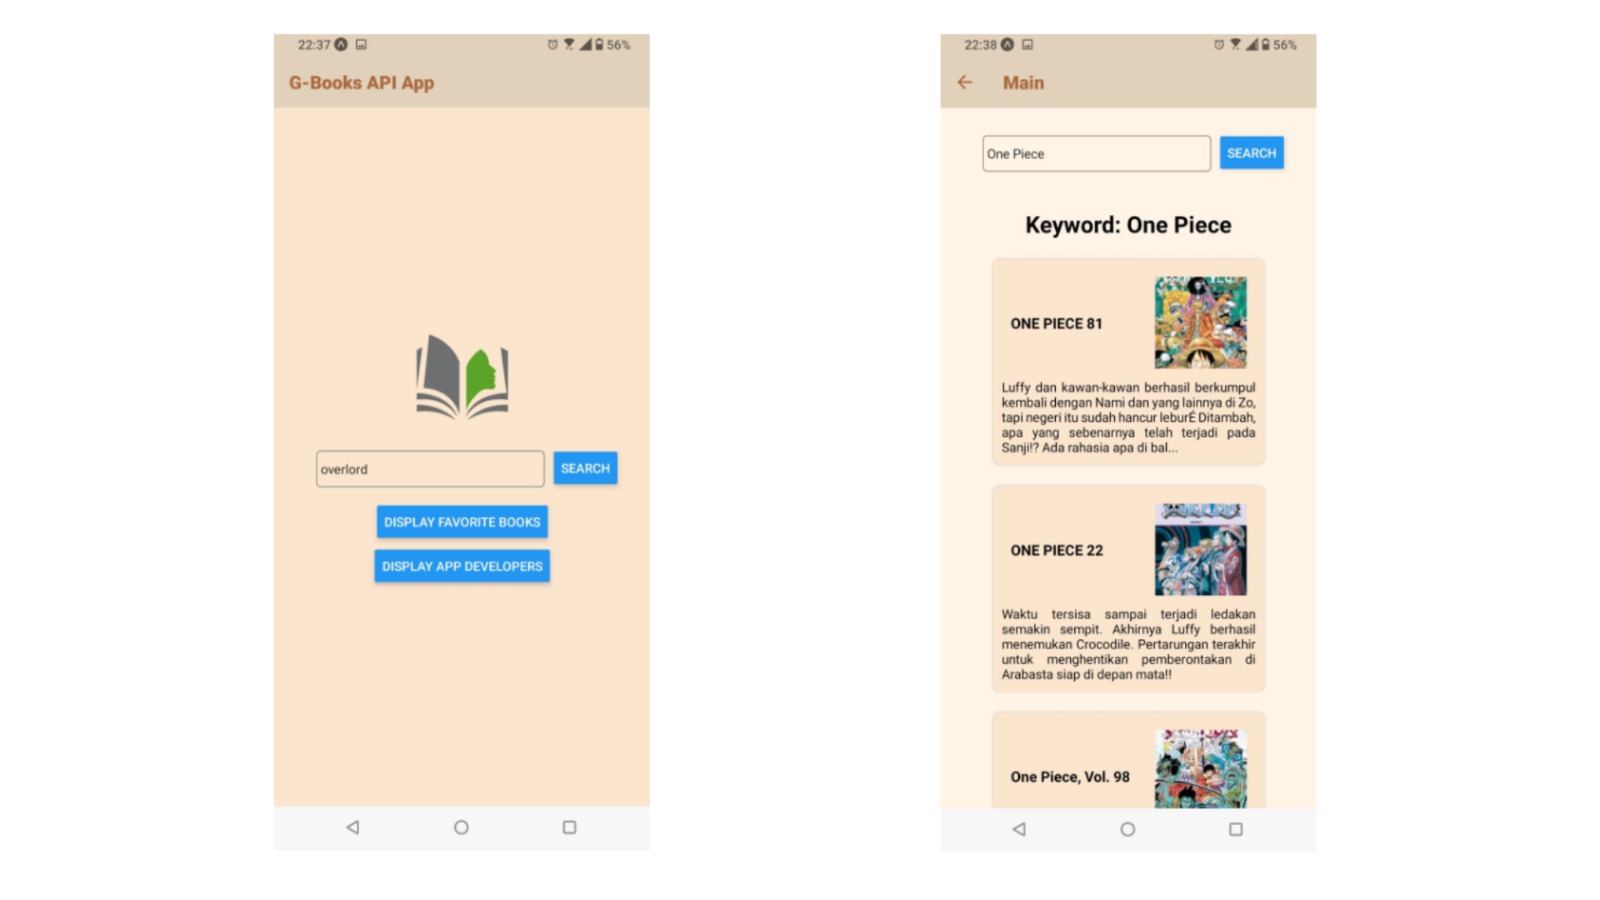 22:37
56%
G-Books API App
overlord
SEARCH
DISPLAY FAVORITE BOOKS
DISPLAY APP DEVELOPERS
22:38
56%
Main
One Piece
SEARCH
Keyword: One Piece
ONE PIECE 81
Luffy dan kawan-kawan berhasil berkumpul
kembali dengan Nami dan yang lainnya di Zo,
tapi negeri itu sudah hancur leburÉ Ditambah,
apa yang sebenarnya telah terjadi pada
Sanji!? Ada rahasia apa di bal...
ONE PIECE 22
Waktu tersisa sampai terjadi ledakan
semakin sempit. Akhirnya Luffy berhasil
menemukan Crocodile. Pertarungan terakhir
untuk menghentikan pemberontakan di
Arabasta siap di depan mata!!
One Piece, Vol. 98